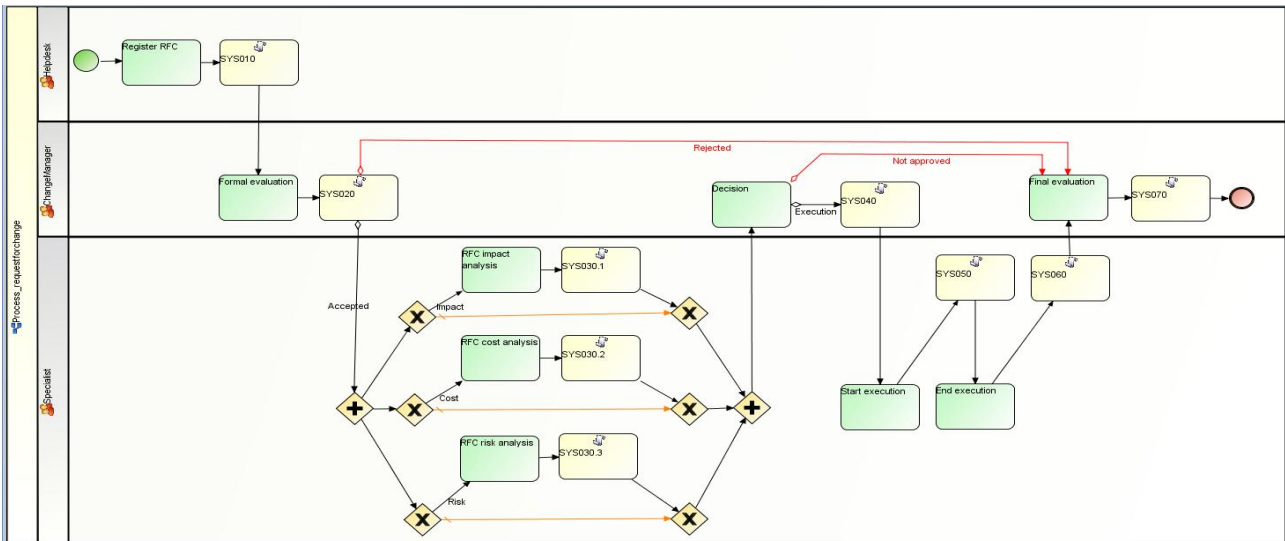 Process_requestforchange
Helpdesk
Register RFC
SYS010
ChangeManager
Formal evaluation
SYS020
Rejected
Decision
Not approved
Execution
SYS040
Final evaluation
SYS070
Specialist
Accepted
RFC impact
analysis
SYS030.1
Impact
RFC cost analysis
SYS030.2
Cost
RFC risk analysis
SYS030.3
Risk
Start execution
SYS050
End execution
SYS060